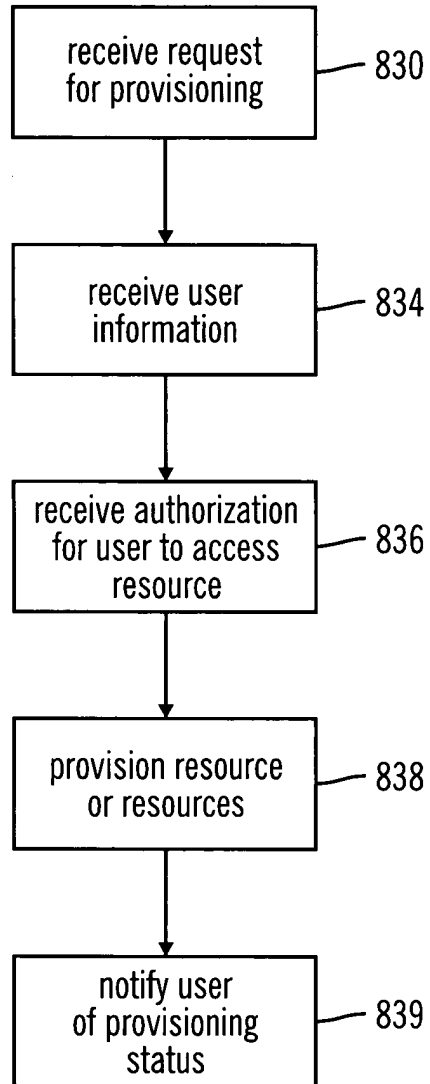 receive request
for provisioning
830
receive user
information
834
receive authorization
for user to access
resource
836
provision resource
or resources
838
notify user
of provisioning
status
839